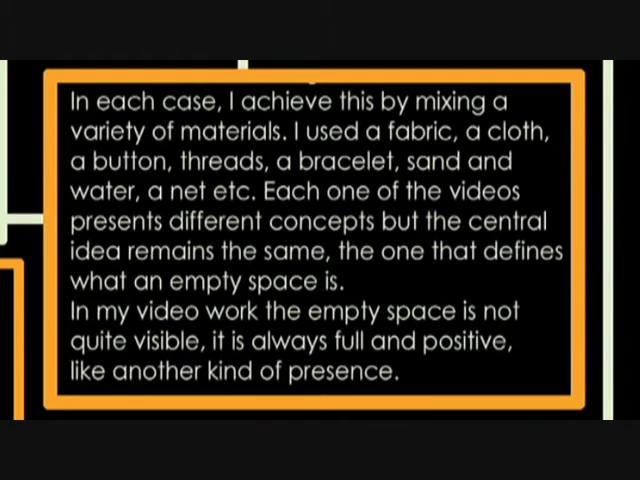 In each case, I achieve this by mixing a
variety of materials. I used a fabric, a cloth,
a button, threads, a bracelet, sand and
water, a net etc. Each one of the videos
presents different concepts but the central
idea remains the same, the one that defines
what an empty space is.
In my video work the empty space is not
quite visible, it is always full and positive,
like another kind of presence.